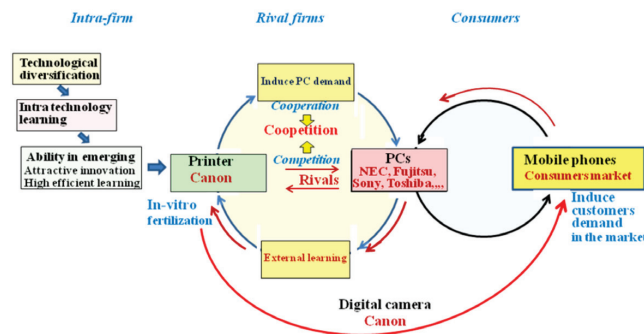 Intra-firm
Rival firms
Consumers
Technological
diversification
Intra technology
learning
Ability in emerging
Attractive innovation
High efficient learning
Induce PC demand
Cooperation
Coopetition
Competition
Printer
Canon
Rivals
PCs
NEC, Fujitsu,
Sony, Toshiba,,,,
Mobile phones
Consumers market
In-vitro
fertilization
External learning
Induce
customers
demand
in the market
Digital camera
Canon